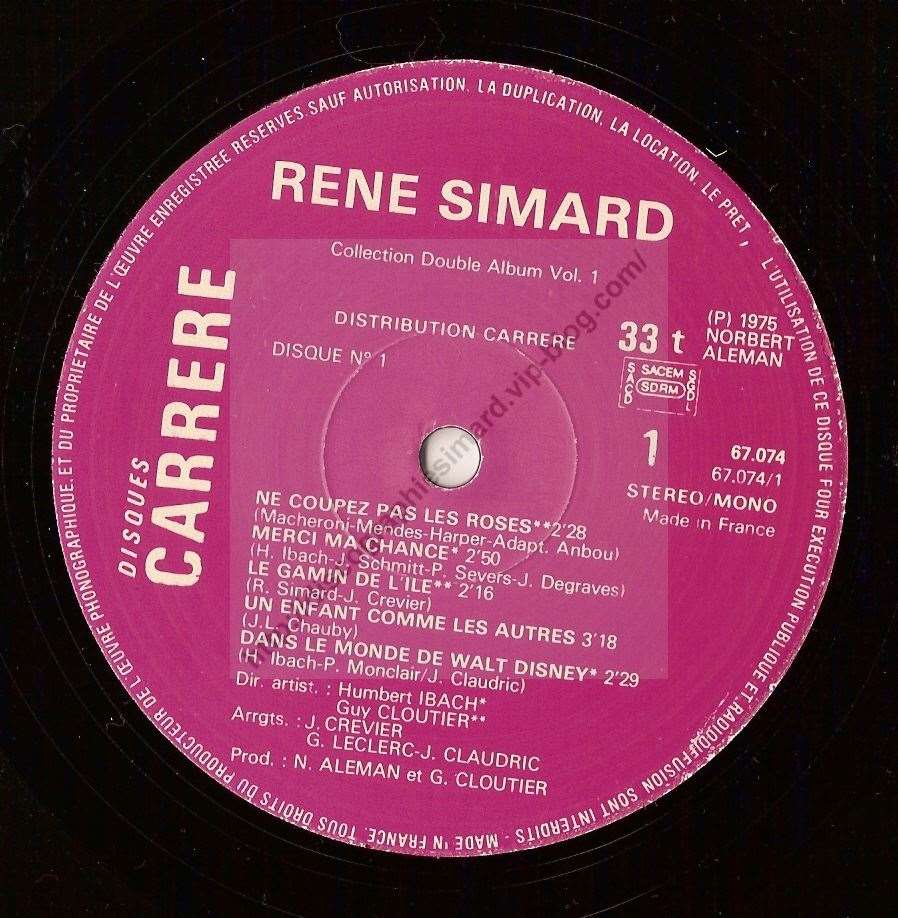 TOUS DROITS DU PRODUCTEUR DE L'ŒUVRE PHONOGRAPHIQUE ET DU PROPRIETAIRE DE L'ŒUVRE ENREGISTREE RESERVES SAUF AUTORISATION. LA DUPLICATION, LA LOCATION, LE PRET, L'UTILISATION DE CE DISQUE POUR EXECUTION PUBLIQUE ET RADIODIFFUSION SONT INTERDITS - MADE IN FRANCE.
RENE SIMARD
Collection Double Album Vol. 1
DISTRIBUTION CARRERE
DISQUE N° 1
33 t
(P) 1975
NORBERT
ALEMAN
SACEM
SACD
SDRM
SGDL
DISQUES
CARRERE
1
67.074
67.074/1
STEREO/MONO
Made in France
NE COUPEZ PAS LES ROSES** 2'28
(Macheroni-Mendes-Harper-Adapt. Anbou)
MERCI MA CHANCE* 2'50
(H. Ibach-J. Schmitt-P. Severs-J. Degraves)
LE GAMIN DE L'ILE** 2'16
(R. Simard-J. Crevier)
UN ENFANT COMME LES AUTRES 3'18
(J.L. Chauby)
DANS LE MONDE DE WALT DISNEY* 2'29
(H. Ibach-P. Monclair/J. Claudric)
Dir. artist. : Humbert IBACH*
Guy CLOUTIER**
Arrgts. : J. CREVIER
G. LECLERC-J. CLAUDRIC
Prod. : N. ALEMAN et G. CLOUTIER